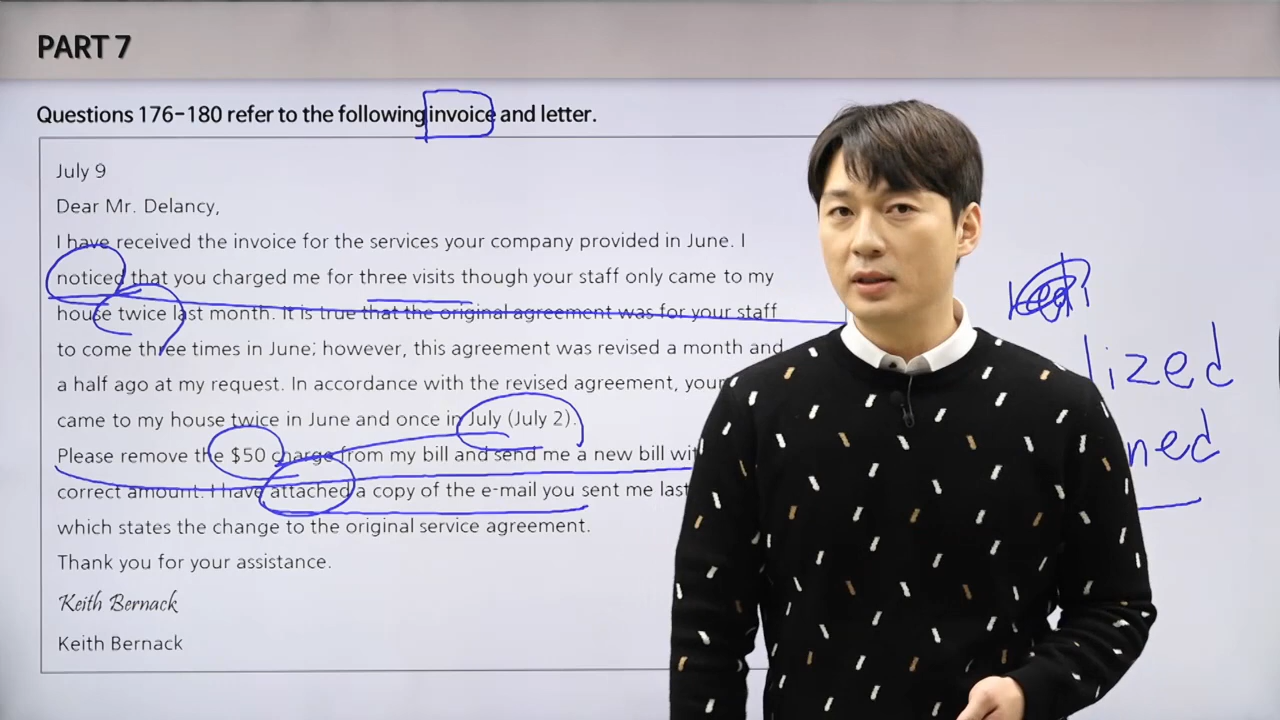 PART 7
Questions 176-180 refer to the following invoice and letter.
July 9
Dear Mr. Delancy,
I have received the invoice for the services your company provided in June. I
noticed that you charged me for three visits though your staff only came to my
house twice last month. It is true that the original agreement was for your staff
to come three times in June; however, this agreement was revised a month and
a half ago at my request. In accordance with the revised agreement, your
came to my house twice in June and once in July (July 2).
Please remove the $50 charge from my bill and send me a new bill
correct amount. I have attached a copy of the e-mail you sent me last
which states the change to the original service agreement.
Thank you for your assistance.
Keith Bernack
Keith Bernack
lized
ned